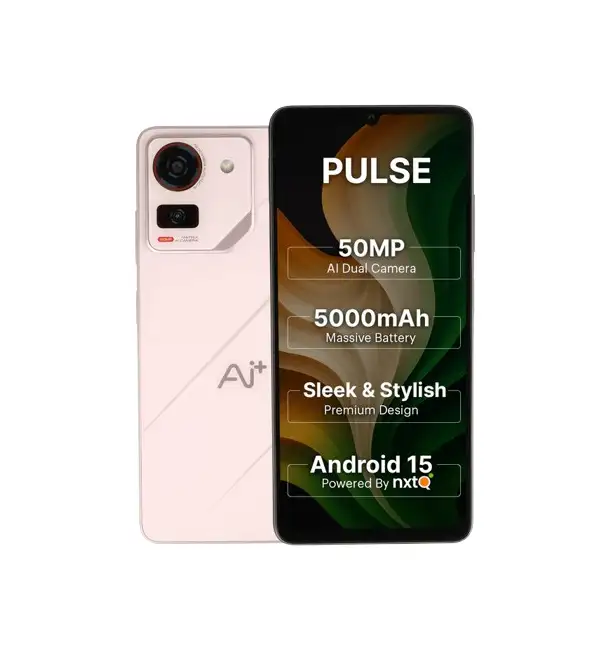 Ai+
PULSE
50MP
AI Dual Camera
5000mAh
Massive Battery
Sleek & Stylish
Premium Design
Android 15
Powered By nxtQ